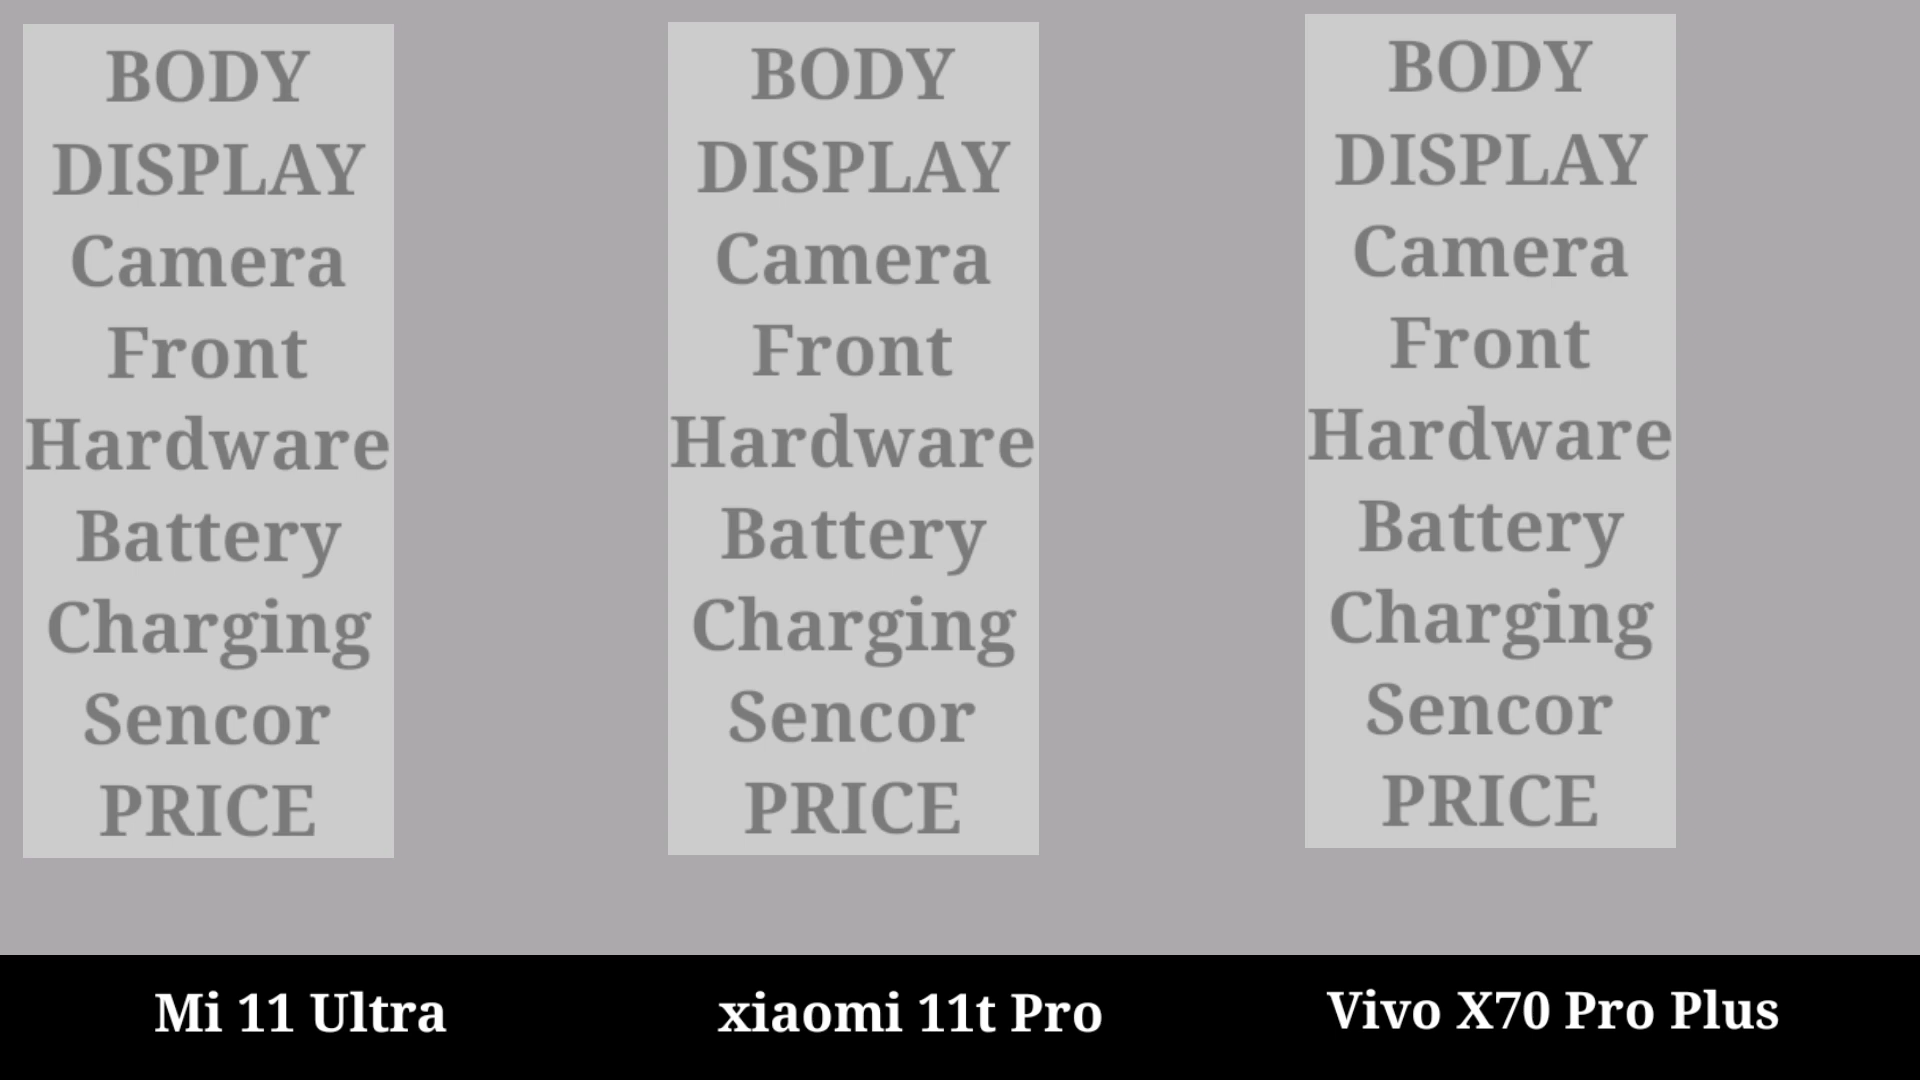 BODY
DISPLAY
Camera
Front
Hardware
Battery
Charging
Sencor
PRICE
BODY
DISPLAY
Camera
Front
Hardware
Battery
Charging
Sencor
PRICE
BODY
DISPLAY
Camera
Front
Hardware
Battery
Charging
Sencor
PRICE
Mi 11 Ultra
xiaomi 11t Pro
Vivo X70 Pro Plus